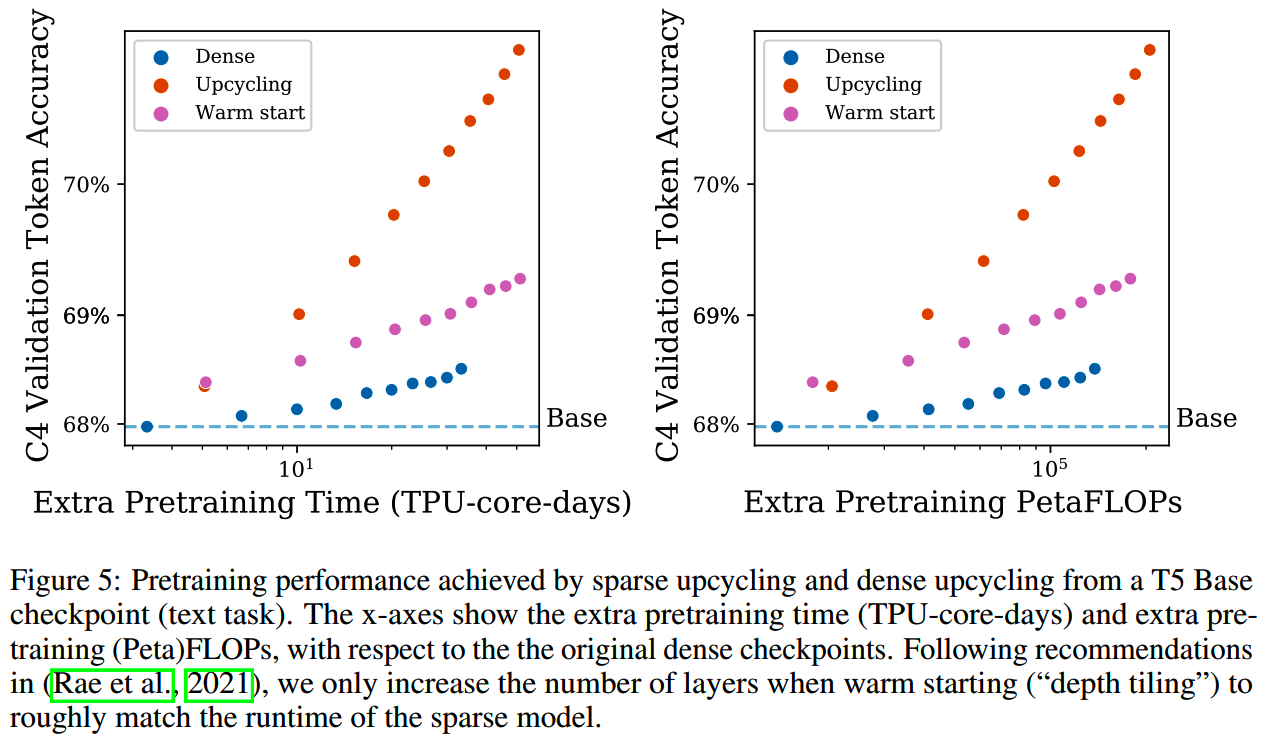 C4 Validation Token Accuracy
70%
69%
68%
Dense
Upcycling
Warm start
Base
10¹
Extra Pretraining Time (TPU-core-days)
C4 Validation Token Accuracy
70%
69%
68%
Dense
Upcycling
Warm start
Base
10⁵
Extra Pretraining PetaFLOPs
Figure 5: Pretraining performance achieved by sparse upcycling and dense upcycling from a T5 Base
checkpoint (text task). The x-axes show the extra pretraining time (TPU-core-days) and extra pre-
training (Peta)FLOPs, with respect to the the original dense checkpoints. Following recommendations
in (Rae et al., 2021), we only increase the number of layers when warm starting (“depth tiling”) to
roughly match the runtime of the sparse model.